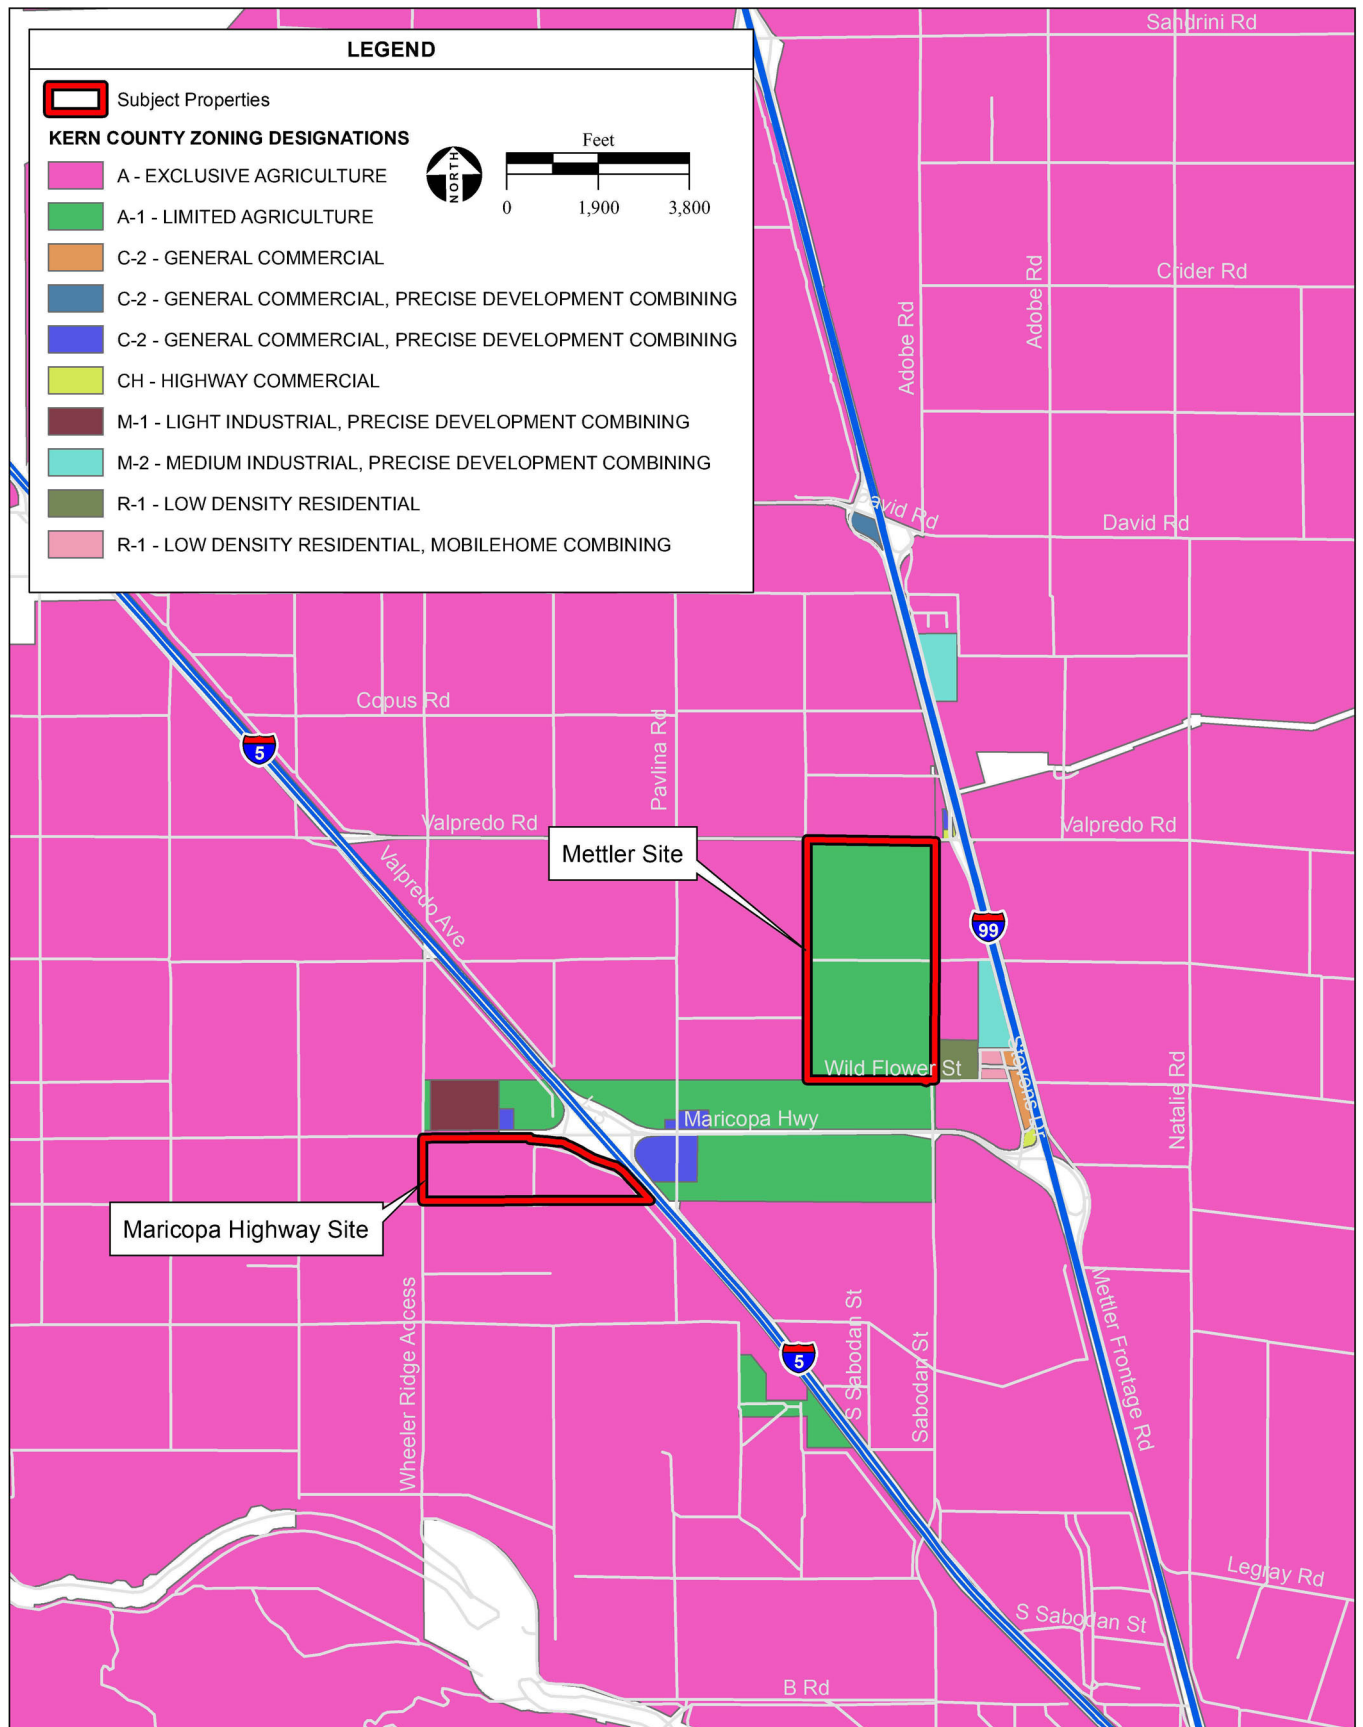 LEGEND
Subject Properties
KERN COUNTY ZONING DESIGNATIONS
A - EXCLUSIVE AGRICULTURE
A-1 - LIMITED AGRICULTURE
C-2 - GENERAL COMMERCIAL
C-2 - GENERAL COMMERCIAL, PRECISE DEVELOPMENT COMBINING
C-2 - GENERAL COMMERCIAL, PRECISE DEVELOPMENT COMBINING
CH - HIGHWAY COMMERCIAL
M-1 - LIGHT INDUSTRIAL, PRECISE DEVELOPMENT COMBINING
M-2 - MEDIUM INDUSTRIAL, PRECISE DEVELOPMENT COMBINING
R-1 - LOW DENSITY RESIDENTIAL
R-1 - LOW DENSITY RESIDENTIAL, MOBILEHOME COMBINING
NORTH
Feet
0 1,900 3,800
Sandrini Rd
Crider Rd
Adobe Rd
Adobe Rd
David Rd
David Rd
Copus Rd
5
Pavlina Rd
Valpredo Rd
Valpredo Rd
Mettler Site
Valpredo Ave
99
Stevens Dr
Wild Flower St
Natalie Rd
Maricopa Hwy
Maricopa Highway Site
Wheeler Ridge Access
5
S Sabodan St
Sabodan St
Mettler Frontage Rd
Legray Rd
S Sabodan St
B Rd